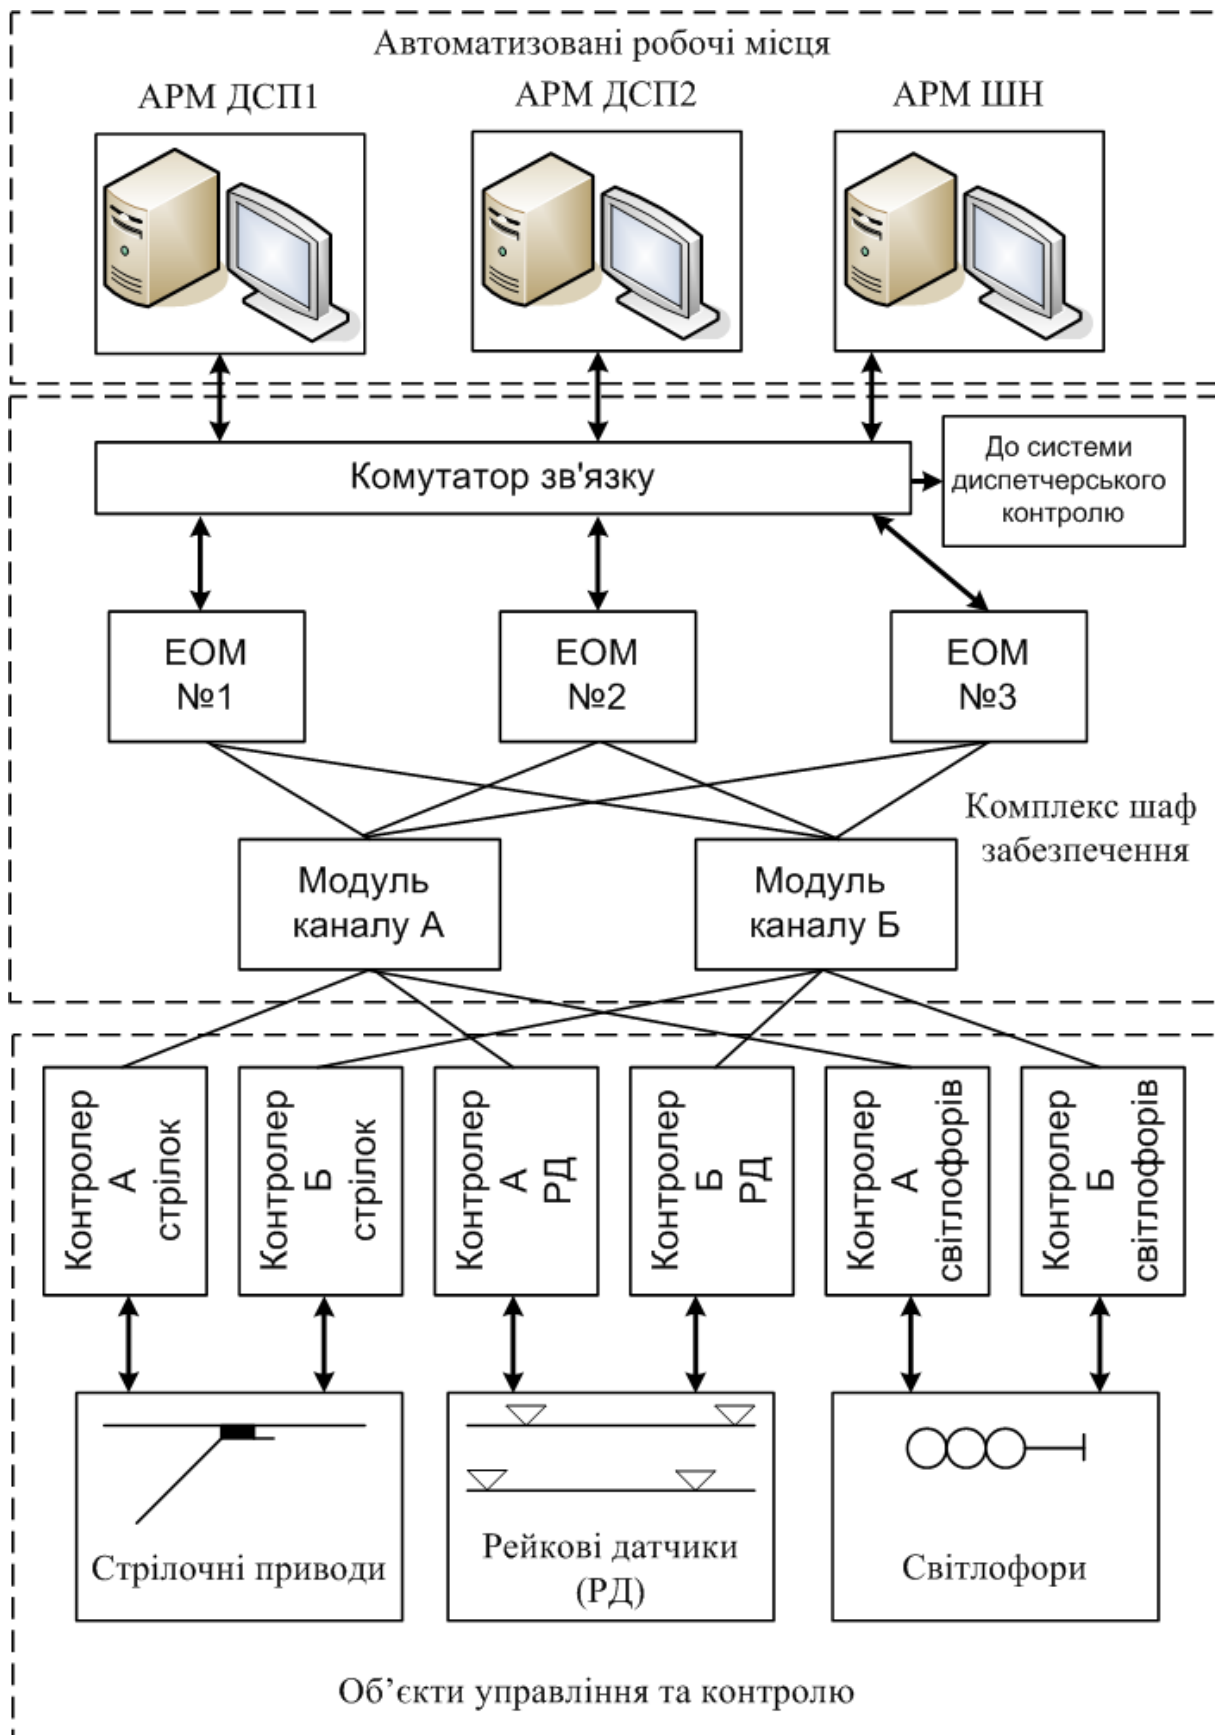 Автоматизовані робочі місця
АРМ ДСП1
АРМ ДСП2
АРМ ШН
Комутатор зв'язку
До системи
диспетчерського
контролю
ЕОМ
№1
ЕОМ
№2
ЕОМ
№3
Комплекс шаф
забезпечення
Модуль
каналу А
Модуль
каналу Б
Контролер
А
стрілок
Контролер
Б
стрілок
Контролер
А
РД
Контролер
Б
РД
Контролер
А
світлофорів
Контролер
Б
світлофорів
Стрілочні приводи
Рейкові датчики
(РД)
Світлофори
Об’єкти управління та контролю